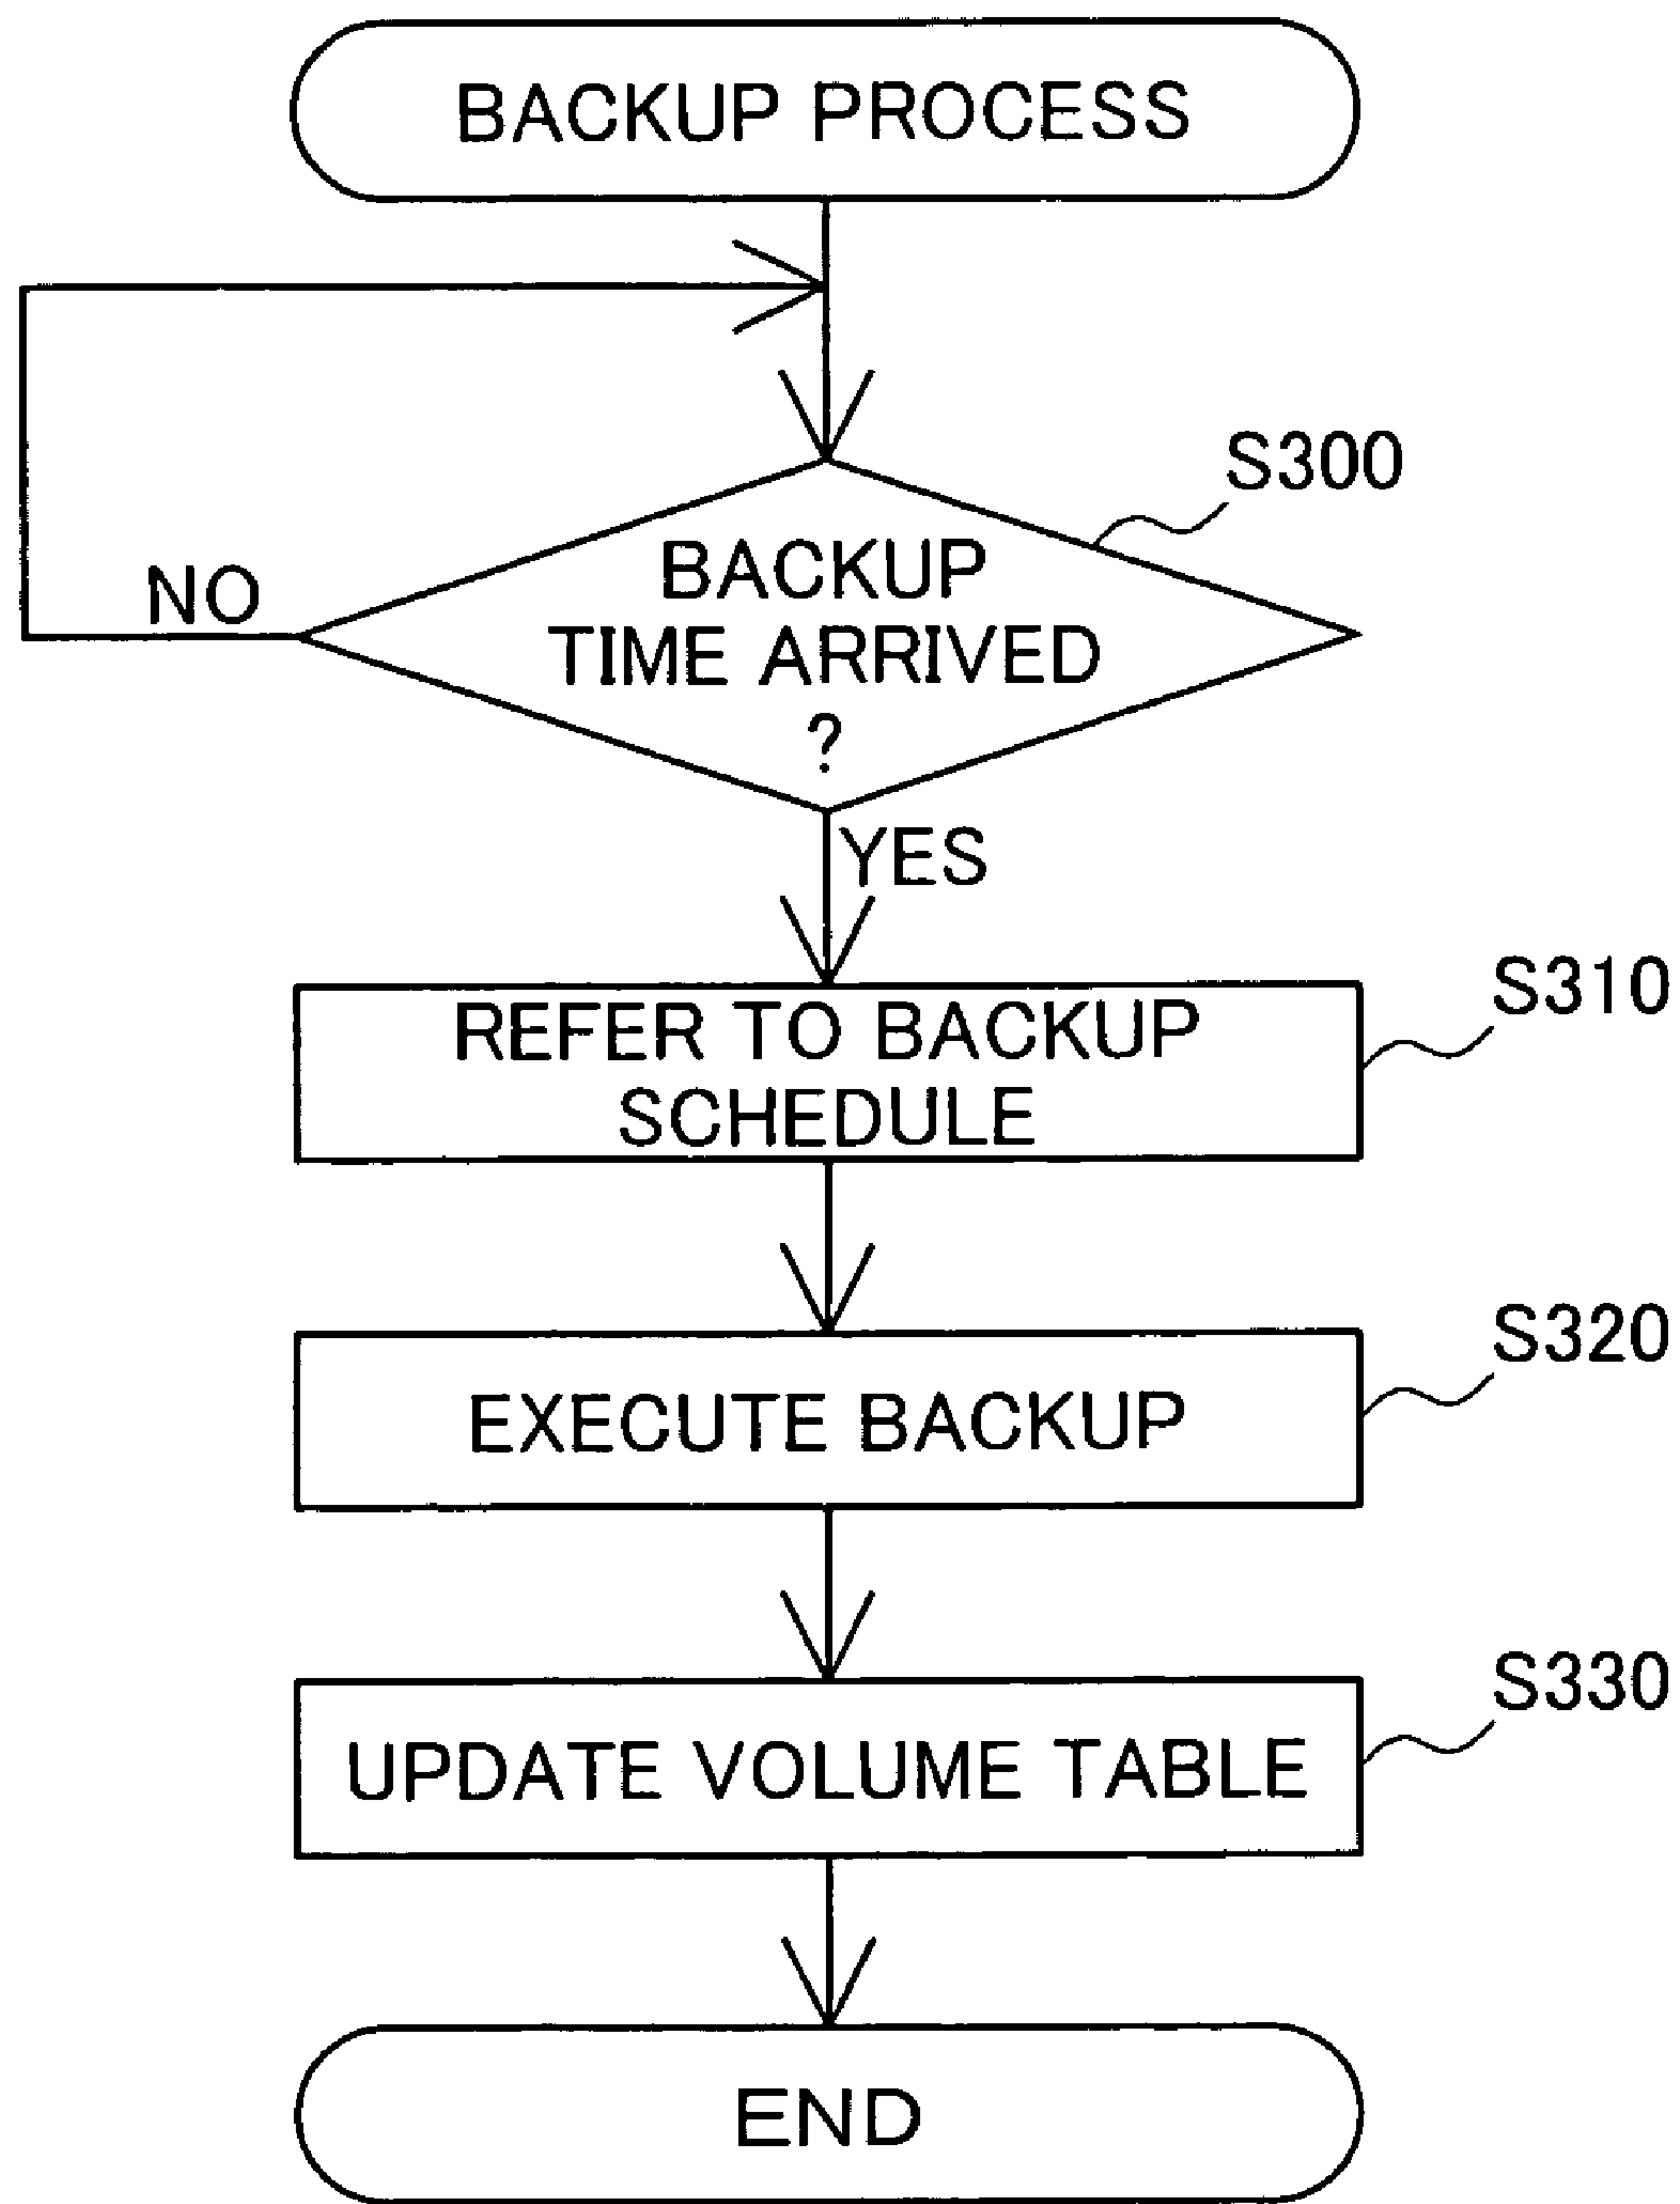 BACKUP PROCESS
S300
BACKUP
TIME ARRIVED
?
NO
YES
S310
REFER TO BACKUP
SCHEDULE
S320
EXECUTE BACKUP
S330
UPDATE VOLUME TABLE
END